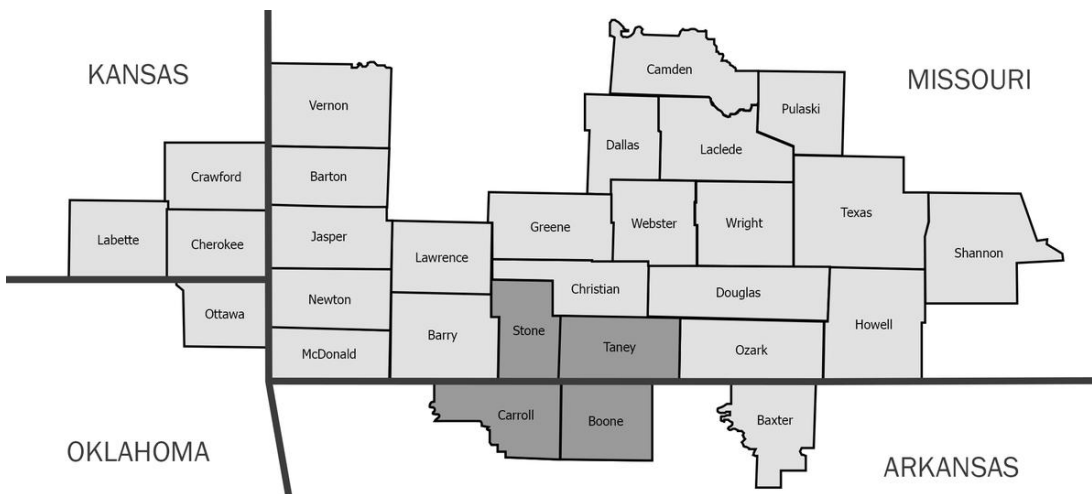 KANSAS
MISSOURI
Camden
Vernon
Pulaski
Dallas
Laclede
Crawford
Barton
Texas
Labette
Cherokee
Jasper
Greene
Webster
Wright
Shannon
Lawrence
Christian
Newton
Douglas
Ottawa
Howell
Stone
Barry
Taney
McDonald
Ozark
Carroll
Boone
Baxter
OKLAHOMA
ARKANSAS